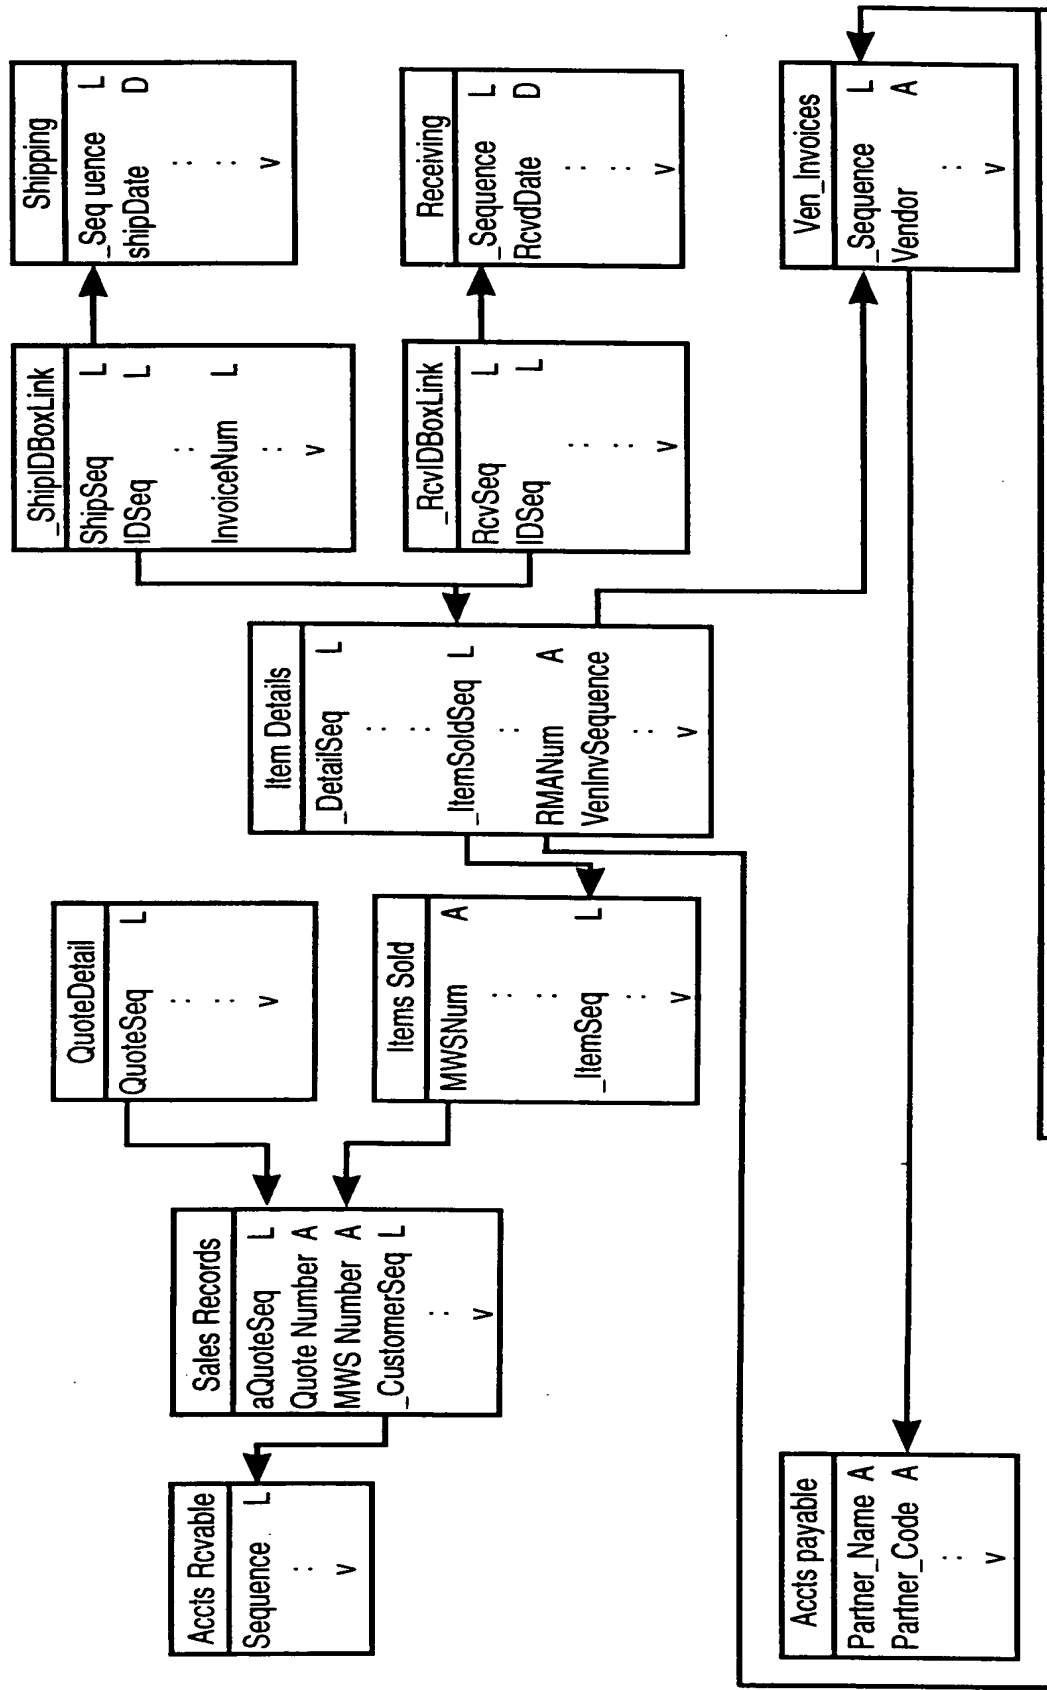 Accts Rcvable
Sequence L
:
v
Sales Records
aQuoteSeq L
Quote Number A
MWS Number A
_CustomerSeq L
:
v
QuoteDetail
QuoteSeq L
:
:
v
Items Sold
MWSNum A
:
:
_ItemSeq L
:
v
Item Details
_DetailSeq L
:
:
_ItemSoldSeq L
:
RMANum A
VenInvSequence
:
v
_ShipIDBoxLink
ShipSeq L
IDSeq L
:
InvoiceNum L
:
v
_RcvIDBoxLink
RcvSeq L
IDSeq L
:
:
v
Shipping
_Seq uence L
shipDate D
:
:
v
Receiving
_Sequence L
RcvdDate D
:
:
v
Accts payable
Partner_Name A
Partner_Code A
:
v
Ven_Invoices
_Sequence L
Vendor A
:
v